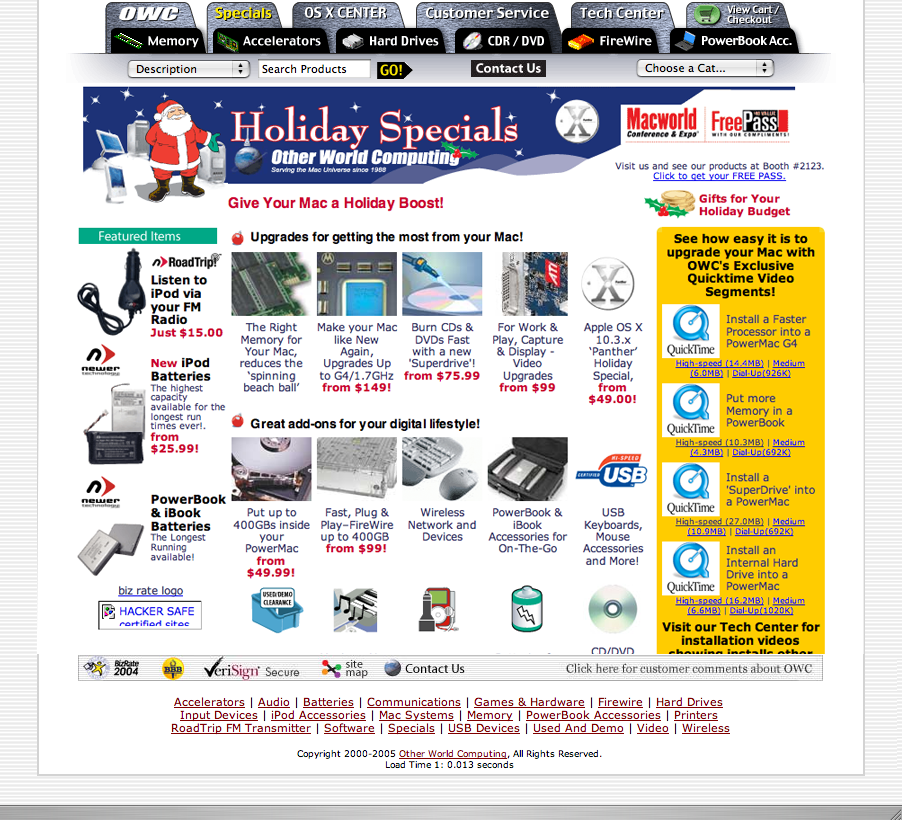 OWC Specials OS X CENTER Customer Service Tech Center View Cart / Checkout
Memory Accelerators Hard Drives CDR / DVD FireWire PowerBook Acc.
Description Search Products GO! Contact Us Choose a Cat...
Holiday Specials
Other World Computing
Serving the Mac Universe since 1988
X
Macworld
Conference & Expo
FreePass
WITH OUR COMPLIMENTS!
Visit us and see our products at Booth #2123.
Click to get your FREE PASS.
Give Your Mac a Holiday Boost!
Gifts for Your
Holiday Budget
Featured Items
RoadTrip!
Listen to
iPod via
your FM
Radio
Just $15.00
newer
technology
New iPod
Batteries
The highest
capacity
available for the
longest run
times ever!.
from
$25.99!
newer
technology
PowerBook
& iBook
Batteries
The Longest
Running
available!
biz rate logo
HACKER SAFE
certified sites
Upgrades for getting the most from your Mac!
ATI
X
The Right
Memory for
Your Mac,
reduces the
'spinning
beach ball'
Make your Mac
like New
Again,
Upgrades Up
to G4/1.7GHz
from $149!
Burn CDs &
DVDs Fast
with a new
'Superdrive'!
from $75.99
For Work &
Play, Capture
& Display -
Video
Upgrades
from $99
Apple OS X
10.3.x
'Panther'
Holiday
Special,
from
$49.00!
Great add-ons for your digital lifestyle!
HI-SPEED
CERTIFIED USB
Put up to
400GBs inside
your
PowerMac
from
$49.99!
Fast, Plug &
Play–FireWire
up to 400GB
from $99!
Wireless
Network and
Devices
PowerBook &
iBook
Accessories for
On-The-Go
USB
Keyboards,
Mouse
Accessories
and More!
USED/DEMO
CLEARANCE
CD/DVD
See how easy it is to
upgrade your Mac with
OWC's Exclusive
Quicktime Video
Segments!
QuickTime
Install a Faster
Processor into a
PowerMac G4
High-speed (14.4MB) | Medium
(6.0MB) | Dial-Up(926K)
QuickTime
Put more
Memory in a
PowerBook
High-speed (10.3MB) | Medium
(4.3MB) | Dial-Up(692K)
QuickTime
Install a
'SuperDrive' into
a PowerMac
High-speed (27.0MB) | Medium
(10.9MB) | Dial-Up(692K)
QuickTime
Install an
Internal Hard
Drive into a
PowerMac
High-speed (16.2MB) | Medium
(6.6MB) | Dial-Up(1020K)
Visit our Tech Center for
installation videos
showing installs other
BizRate 2004 BBB VeriSign Secure site map Contact Us Click here for customer comments about OWC
Accelerators | Audio | Batteries | Communications | Games & Hardware | Firewire | Hard Drives
Input Devices | iPod Accessories | Mac Systems | Memory | PowerBook Accessories | Printers
RoadTrip FM Transmitter | Software | Specials | USB Devices | Used And Demo | Video | Wireless
Copyright 2000-2005 Other World Computing, All Rights Reserved.
Load Time 1: 0.013 seconds